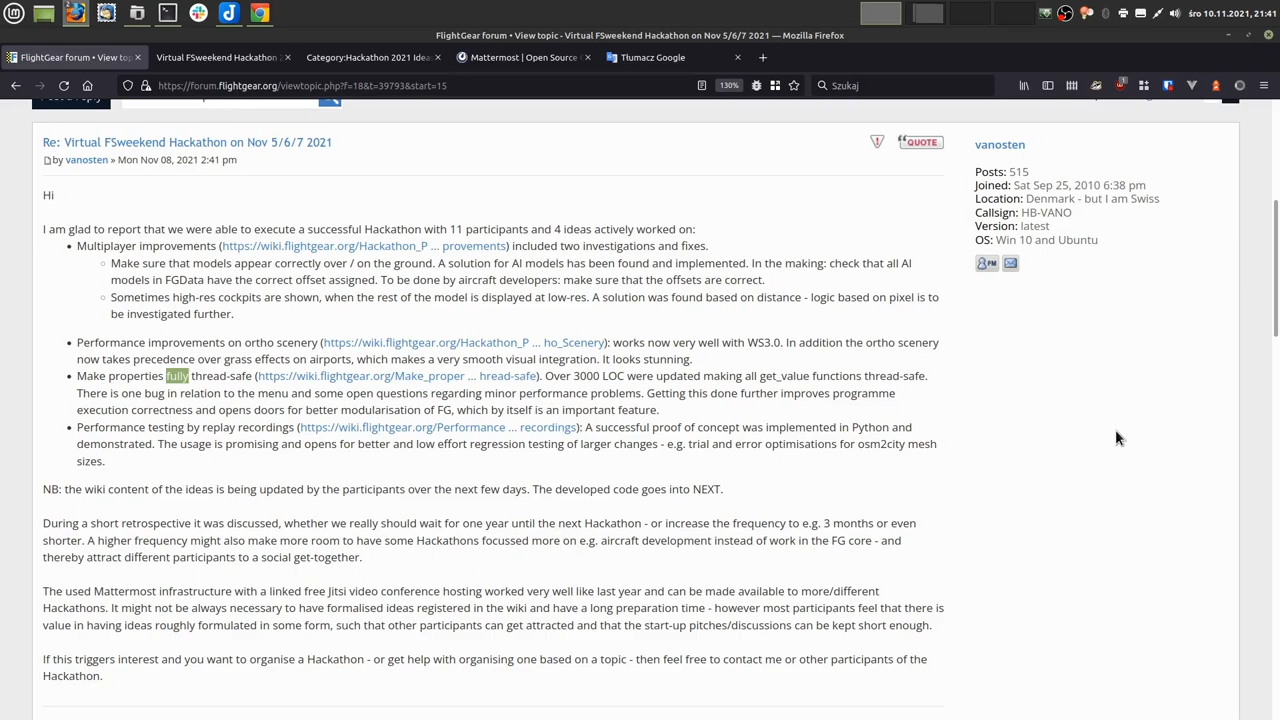 śro 10.11.2021, 21:41
FlightGear forum • View topic - Virtual FSweekend Hackathon on Nov 5/6/7 2021 — Mozilla Firefox
FlightGear forum • View top
Virtual FSweekend Hackathon
Category:Hackathon 2021 Idea
Mattermost | Open Source C
Tłumacz Google
https://forum.flightgear.org/viewtopic.php?f=18&t=39793&start=15
130%
Szukaj
Re: Virtual FSweekend Hackathon on Nov 5/6/7 2021
QUOTE
by vanosten » Mon Nov 08, 2021 2:41 pm
vanosten
Posts: 515
Joined: Sat Sep 25, 2010 6:38 pm
Location: Denmark - but I am Swiss
Callsign: HB-VANO
Version: latest
OS: Win 10 and Ubuntu
PM
Hi
I am glad to report that we were able to execute a successful Hackathon with 11 participants and 4 ideas actively worked on:
• Multiplayer improvements (https://wiki.flightgear.org/Hackathon_P ... provements) included two investigations and fixes.
Make sure that models appear correctly over / on the ground. A solution for AI models has been found and implemented. In the making: check that all AI
models in FGData have the correct offset assigned. To be done by aircraft developers: make sure that the offsets are correct.
Sometimes high-res cockpits are shown, when the rest of the model is displayed at low-res. A solution was found based on distance - logic based on pixel is to
be investigated further.
• Performance improvements on ortho scenery (https://wiki.flightgear.org/Hackathon_P ... ho_Scenery): works now very well with WS3.0. In addition the ortho scenery
now takes precedence over grass effects on airports, which makes a very smooth visual integration. It looks stunning.
• Make properties fully thread-safe (https://wiki.flightgear.org/Make_proper ... hread-safe). Over 3000 LOC were updated making all get_value functions thread-safe.
There is one bug in relation to the menu and some open questions regarding minor performance problems. Getting this done further improves programme
execution correctness and opens doors for better modularisation of FG, which by itself is an important feature.
• Performance testing by replay recordings (https://wiki.flightgear.org/Performance ... recordings): A successful proof of concept was implemented in Python and
demonstrated. The usage is promising and opens for better and low effort regression testing of larger changes - e.g. trial and error optimisations for osm2city mesh
sizes.
NB: the wiki content of the ideas is being updated by the participants over the next few days. The developed code goes into NEXT.
During a short retrospective it was discussed, whether we really should wait for one year until the next Hackathon - or increase the frequency to e.g. 3 months or even
shorter. A higher frequency might also make more room to have some Hackathons focussed more on e.g. aircraft development instead of work in the FG core - and
thereby attract different participants to a social get-together.
The used Mattermost infrastructure with a linked free Jitsi video conference hosting worked very well like last year and can be made available to more/different
Hackathons. It might not be always necessary to have formalised ideas registered in the wiki and have a long preparation time - however most participants feel that there is
value in having ideas roughly formulated in some form, such that other participants can get attracted and that the start-up pitches/discussions can be kept short enough.
If this triggers interest and you want to organise a Hackathon - or get help with organising one based on a topic - then feel free to contact me or other participants of the
Hackathon.